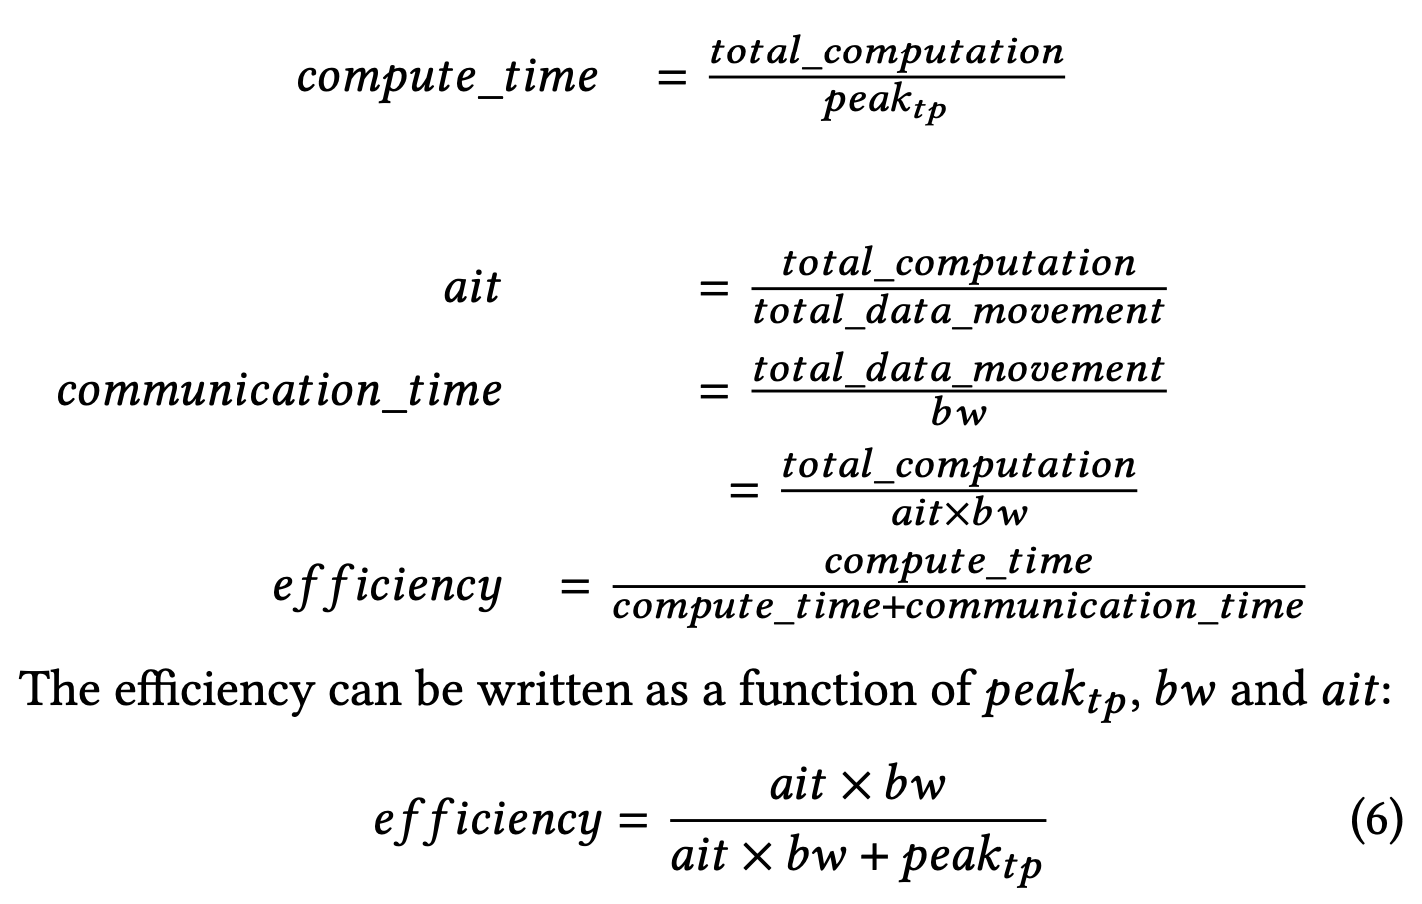 compute_time = total_computation / peak_tp
ait = total_computation / total_data_movement
communication_time = total_data_movement / bw
= total_computation / ait×bw
efficiency = compute_time / compute_time+communication_time
The efficiency can be written as a function of peak_tp, bw and ait:
efficiency = ait × bw / ait × bw + peak_tp (6)